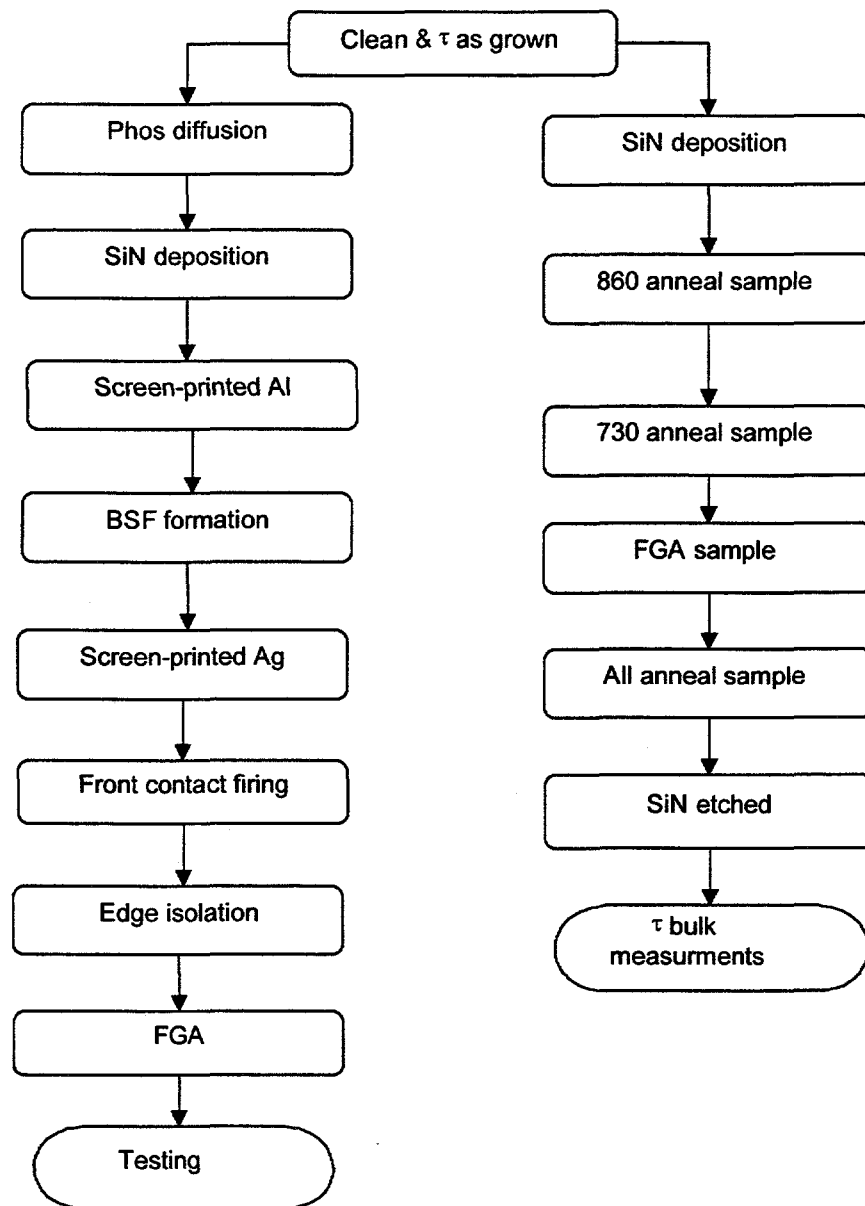 Clean & τ as grown
Phos diffusion
SiN deposition
Screen-printed Al
BSF formation
Screen-printed Ag
Front contact firing
Edge isolation
FGA
Testing
SiN deposition
860 anneal sample
730 anneal sample
FGA sample
All anneal sample
SiN etched
τ bulk
measurments